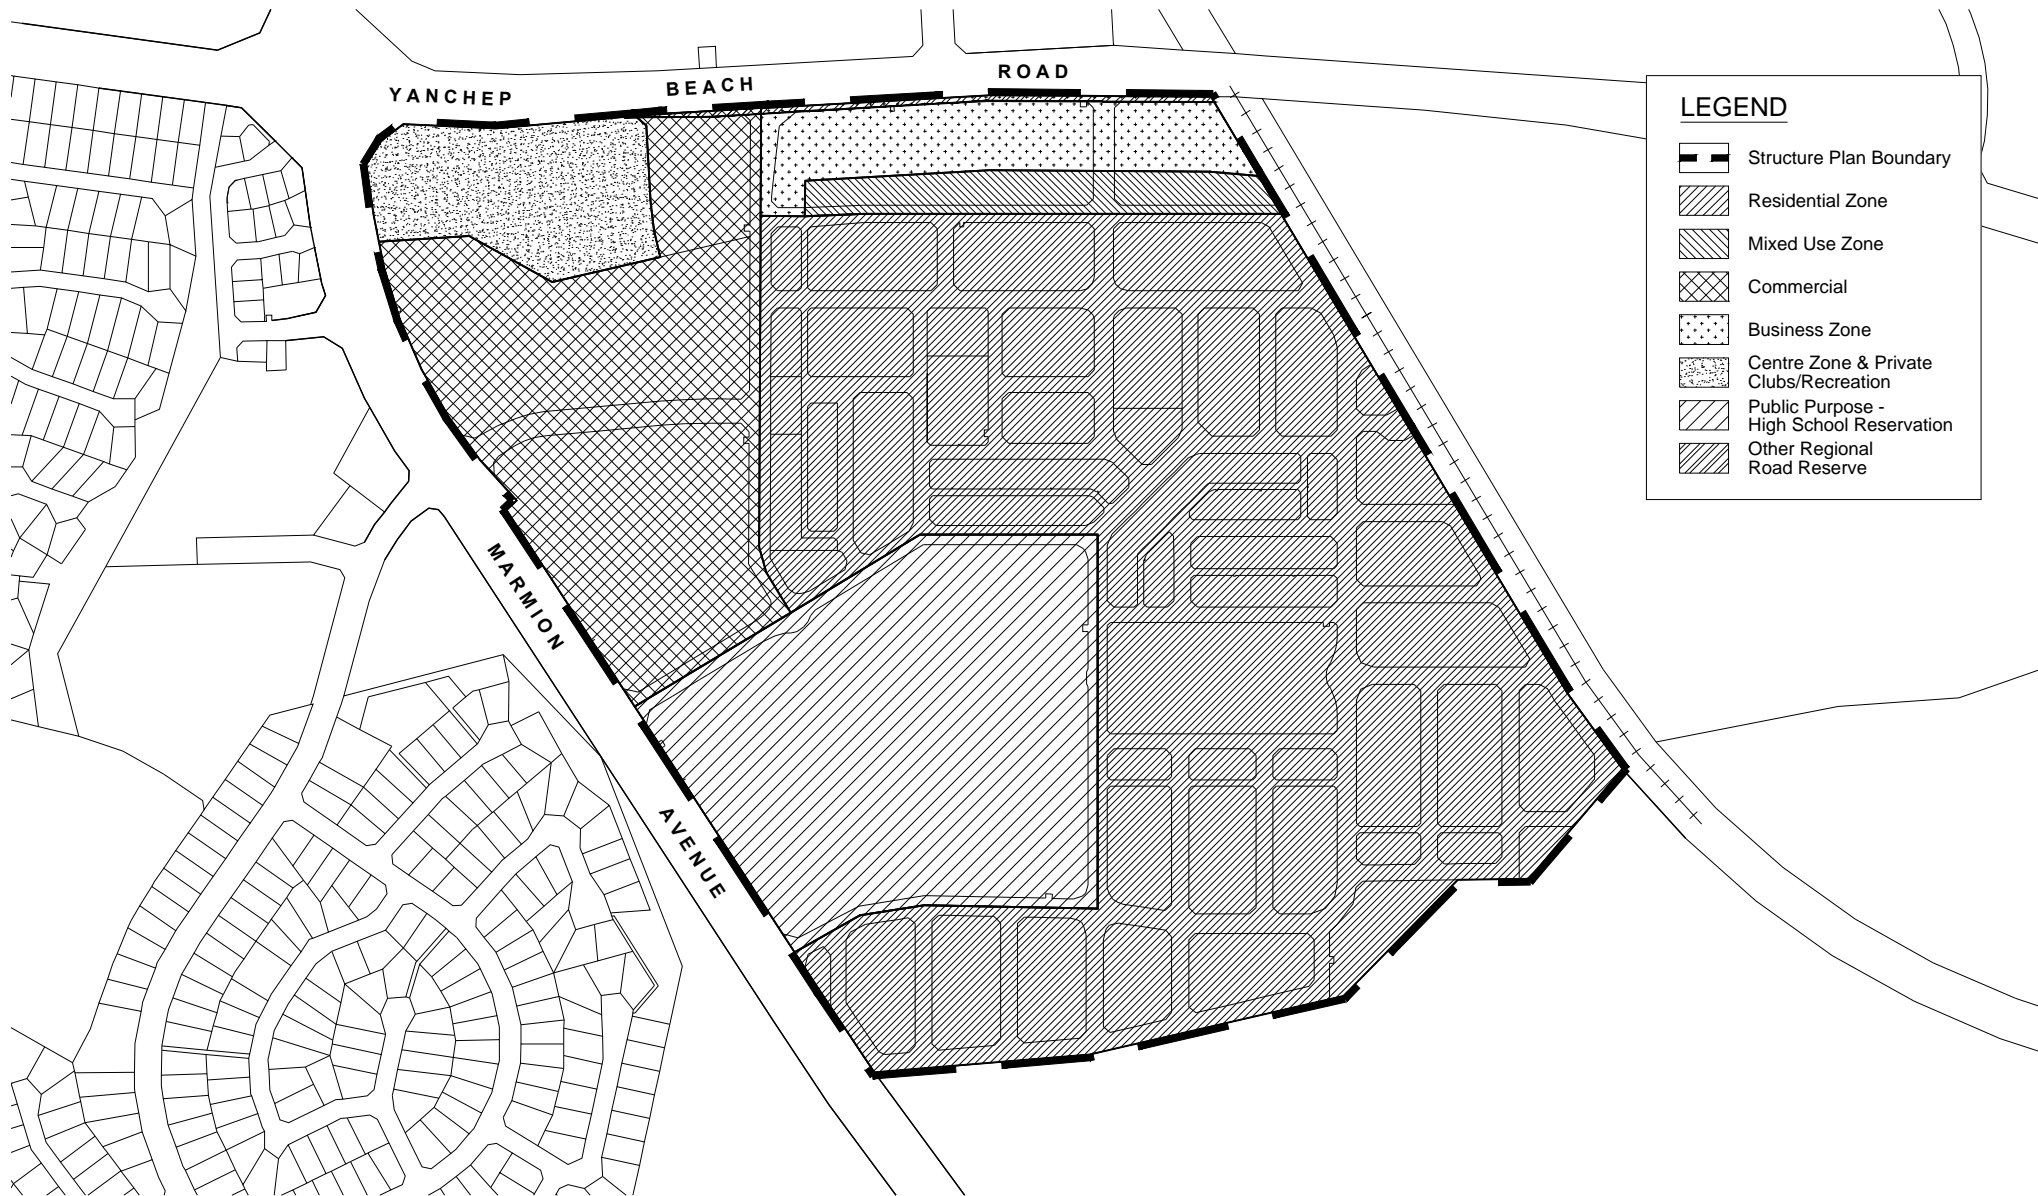 YANCHEP BEACH ROAD
MARMION AVENUE
LEGEND
Structure Plan Boundary
Residential Zone
Mixed Use Zone
Commercial
Business Zone
Centre Zone & Private
Clubs/Recreation
Public Purpose -
High School Reservation
Other Regional
Road Reserve